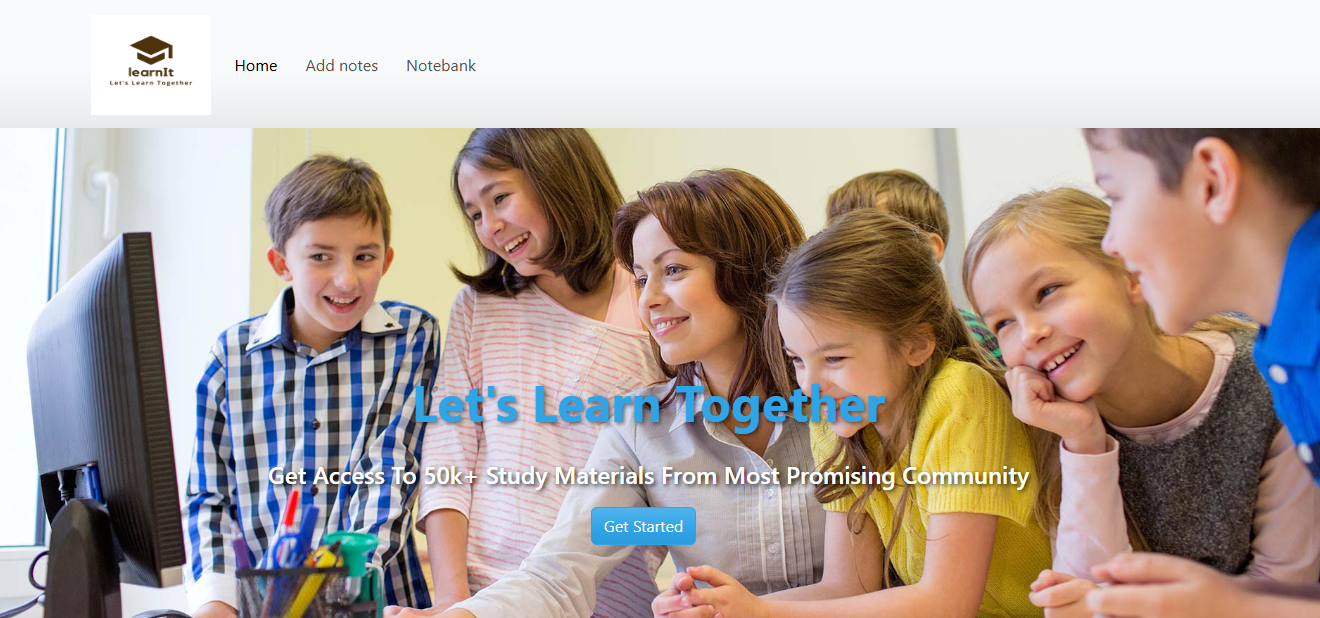 learnIt
Let's Learn Together
Home Add notes Notebank
Let's Learn Together
Get Access To 50k+ Study Materials From Most Promising Community
Get Started